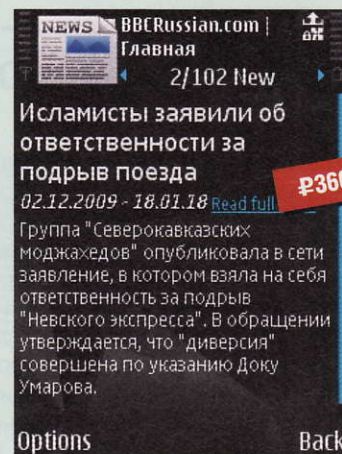 NEWS
BBCRussian.com |
Главная
2/102 New
Исламисты заявили об
ответственности за
подрыв поезда
02.12.2009 - 18.01.18 Read full
₽360
Группа "Северокавказских
моджахедов" опубликовала в сети
заявление, в котором взяла на себя
ответственность за подрыв
"Невского экспресса". В обращении
утверждается, что "диверсия"
совершена по указанию Доку
Умарова.
Options
Back